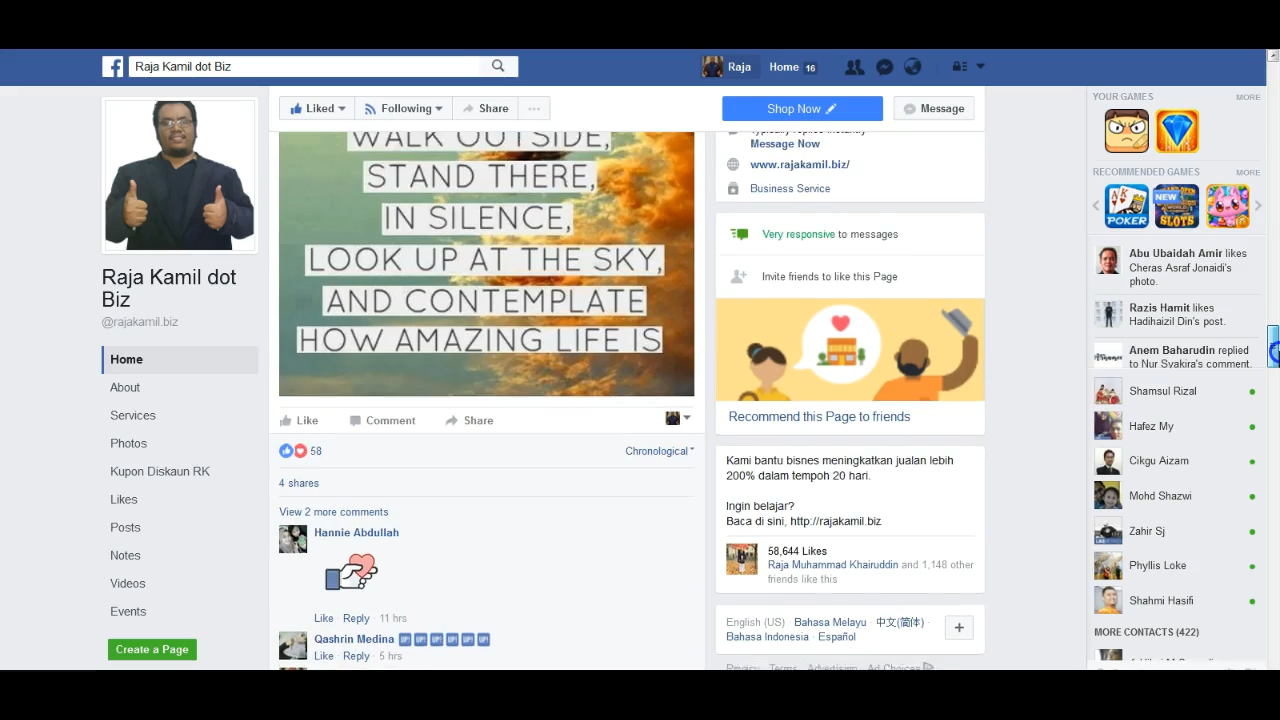 Raja Kamil dot Biz
Raja
Home 16
Liked
Following
Share
Shop Now
Message
Raja Kamil dot
Biz
@rajakamil.biz
Home
About
Services
Photos
Kupon Diskaun RK
Likes
Posts
Notes
Videos
Events
Create a Page
WALK OUTSIDE,
STAND THERE,
IN SILENCE,
LOOK UP AT THE SKY,
AND CONTEMPLATE
HOW AMAZING LIFE IS
Like
Comment
Share
58
Chronological
4 shares
View 2 more comments
Hannie Abdullah
Like · Reply · 11 hrs
Qashrin Medina UP! UP! UP! UP! UP! UP!
Like · Reply · 5 hrs
Typically replies instantly
Message Now
www.rajakamil.biz/
Business Service
Very responsive to messages
Invite friends to like this Page
Recommend this Page to friends
Kami bantu bisnes meningkatkan jualan lebih
200% dalam tempoh 20 hari.
Ingin belajar?
Baca di sini, http://rajakamil.biz
58,644 Likes
Raja Muhammad Khairuddin and 1,148 other
friends like this
English (US) · Bahasa Melayu · 中文(简体) ·
Bahasa Indonesia · Español
Privacy · Terms · Advertising · Ad Choices
YOUR GAMES
MORE
RECOMMENDED GAMES
MORE
POKER
NEW
SLOTS
Abu Ubaidah Amir likes
Cheras Asraf Jonaidi's
photo.
Razis Hamit likes
Hadihaizil Din's post.
Anem Baharudin replied
to Nur Syakira's comment.
Shamsul Rizal
Hafez My
Cikgu Aizam
Mohd Shazwi
Zahir Sj
Phyllis Loke
Shahmi Hasifi
MORE CONTACTS (422)